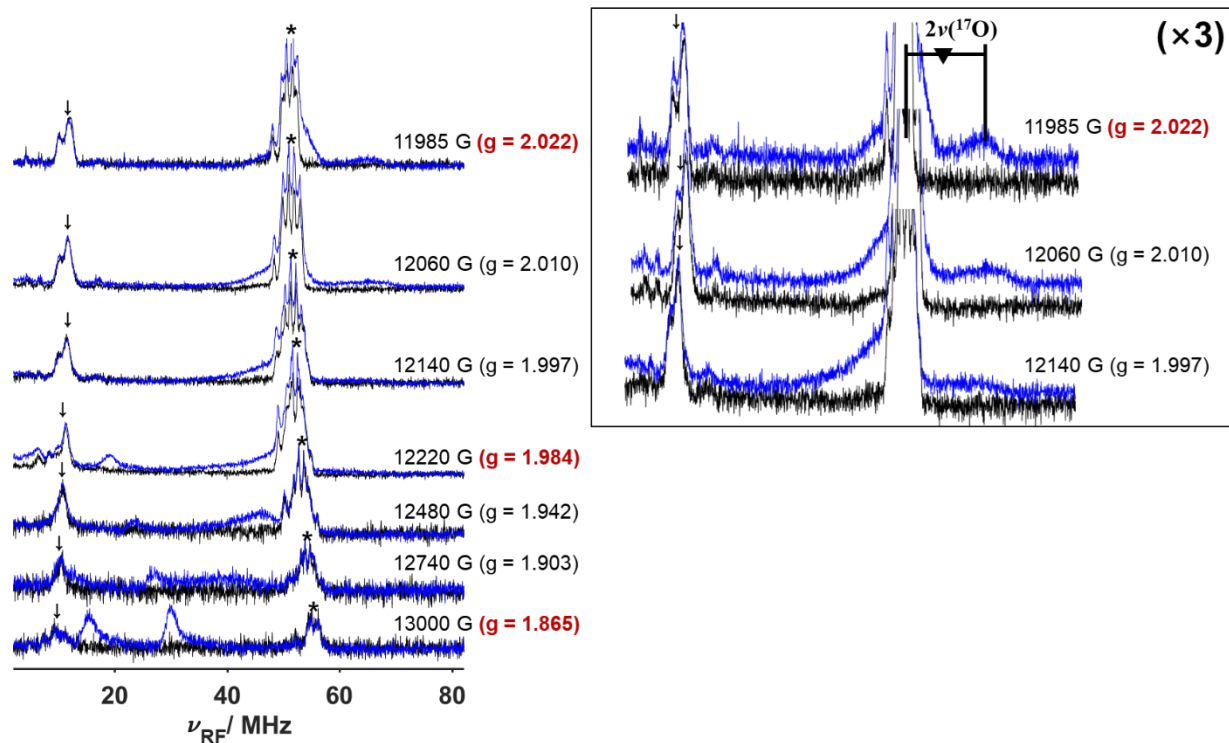 *
↓
11985 G (g = 2.022)
*
↓
12060 G (g = 2.010)
*
↓
12140 G (g = 1.997)
*
↓
12220 G (g = 1.984)
*
↓
12480 G (g = 1.942)
*
↓
12740 G (g = 1.903)
*
↓
13000 G (g = 1.865)
20 40 60 80
νRF/ MHz
↓
2ν(¹⁷O)
(×3)
11985 G (g = 2.022)
↓
12060 G (g = 2.010)
↓
12140 G (g = 1.997)